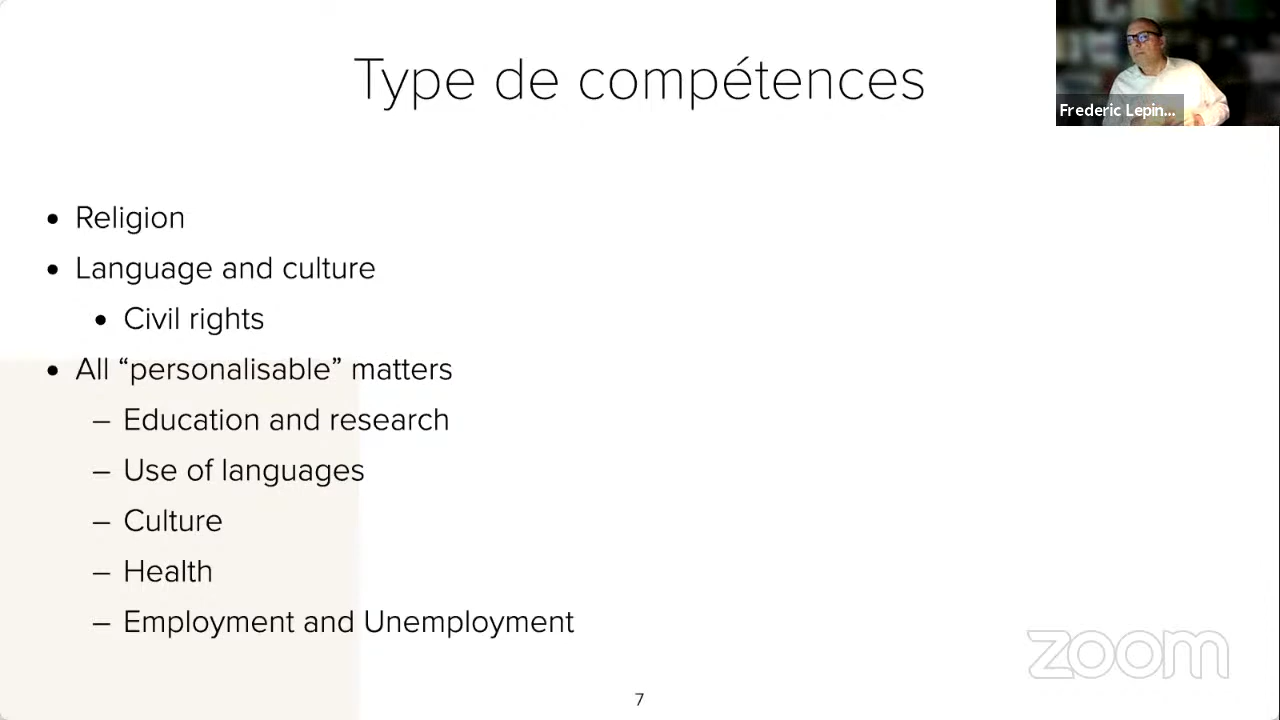 Type de compétences
Frederic Lepin...
• Religion
• Language and culture
• Civil rights
• All “personalisable” matters
– Education and research
– Use of languages
– Culture
– Health
– Employment and Unemployment
zoom
7